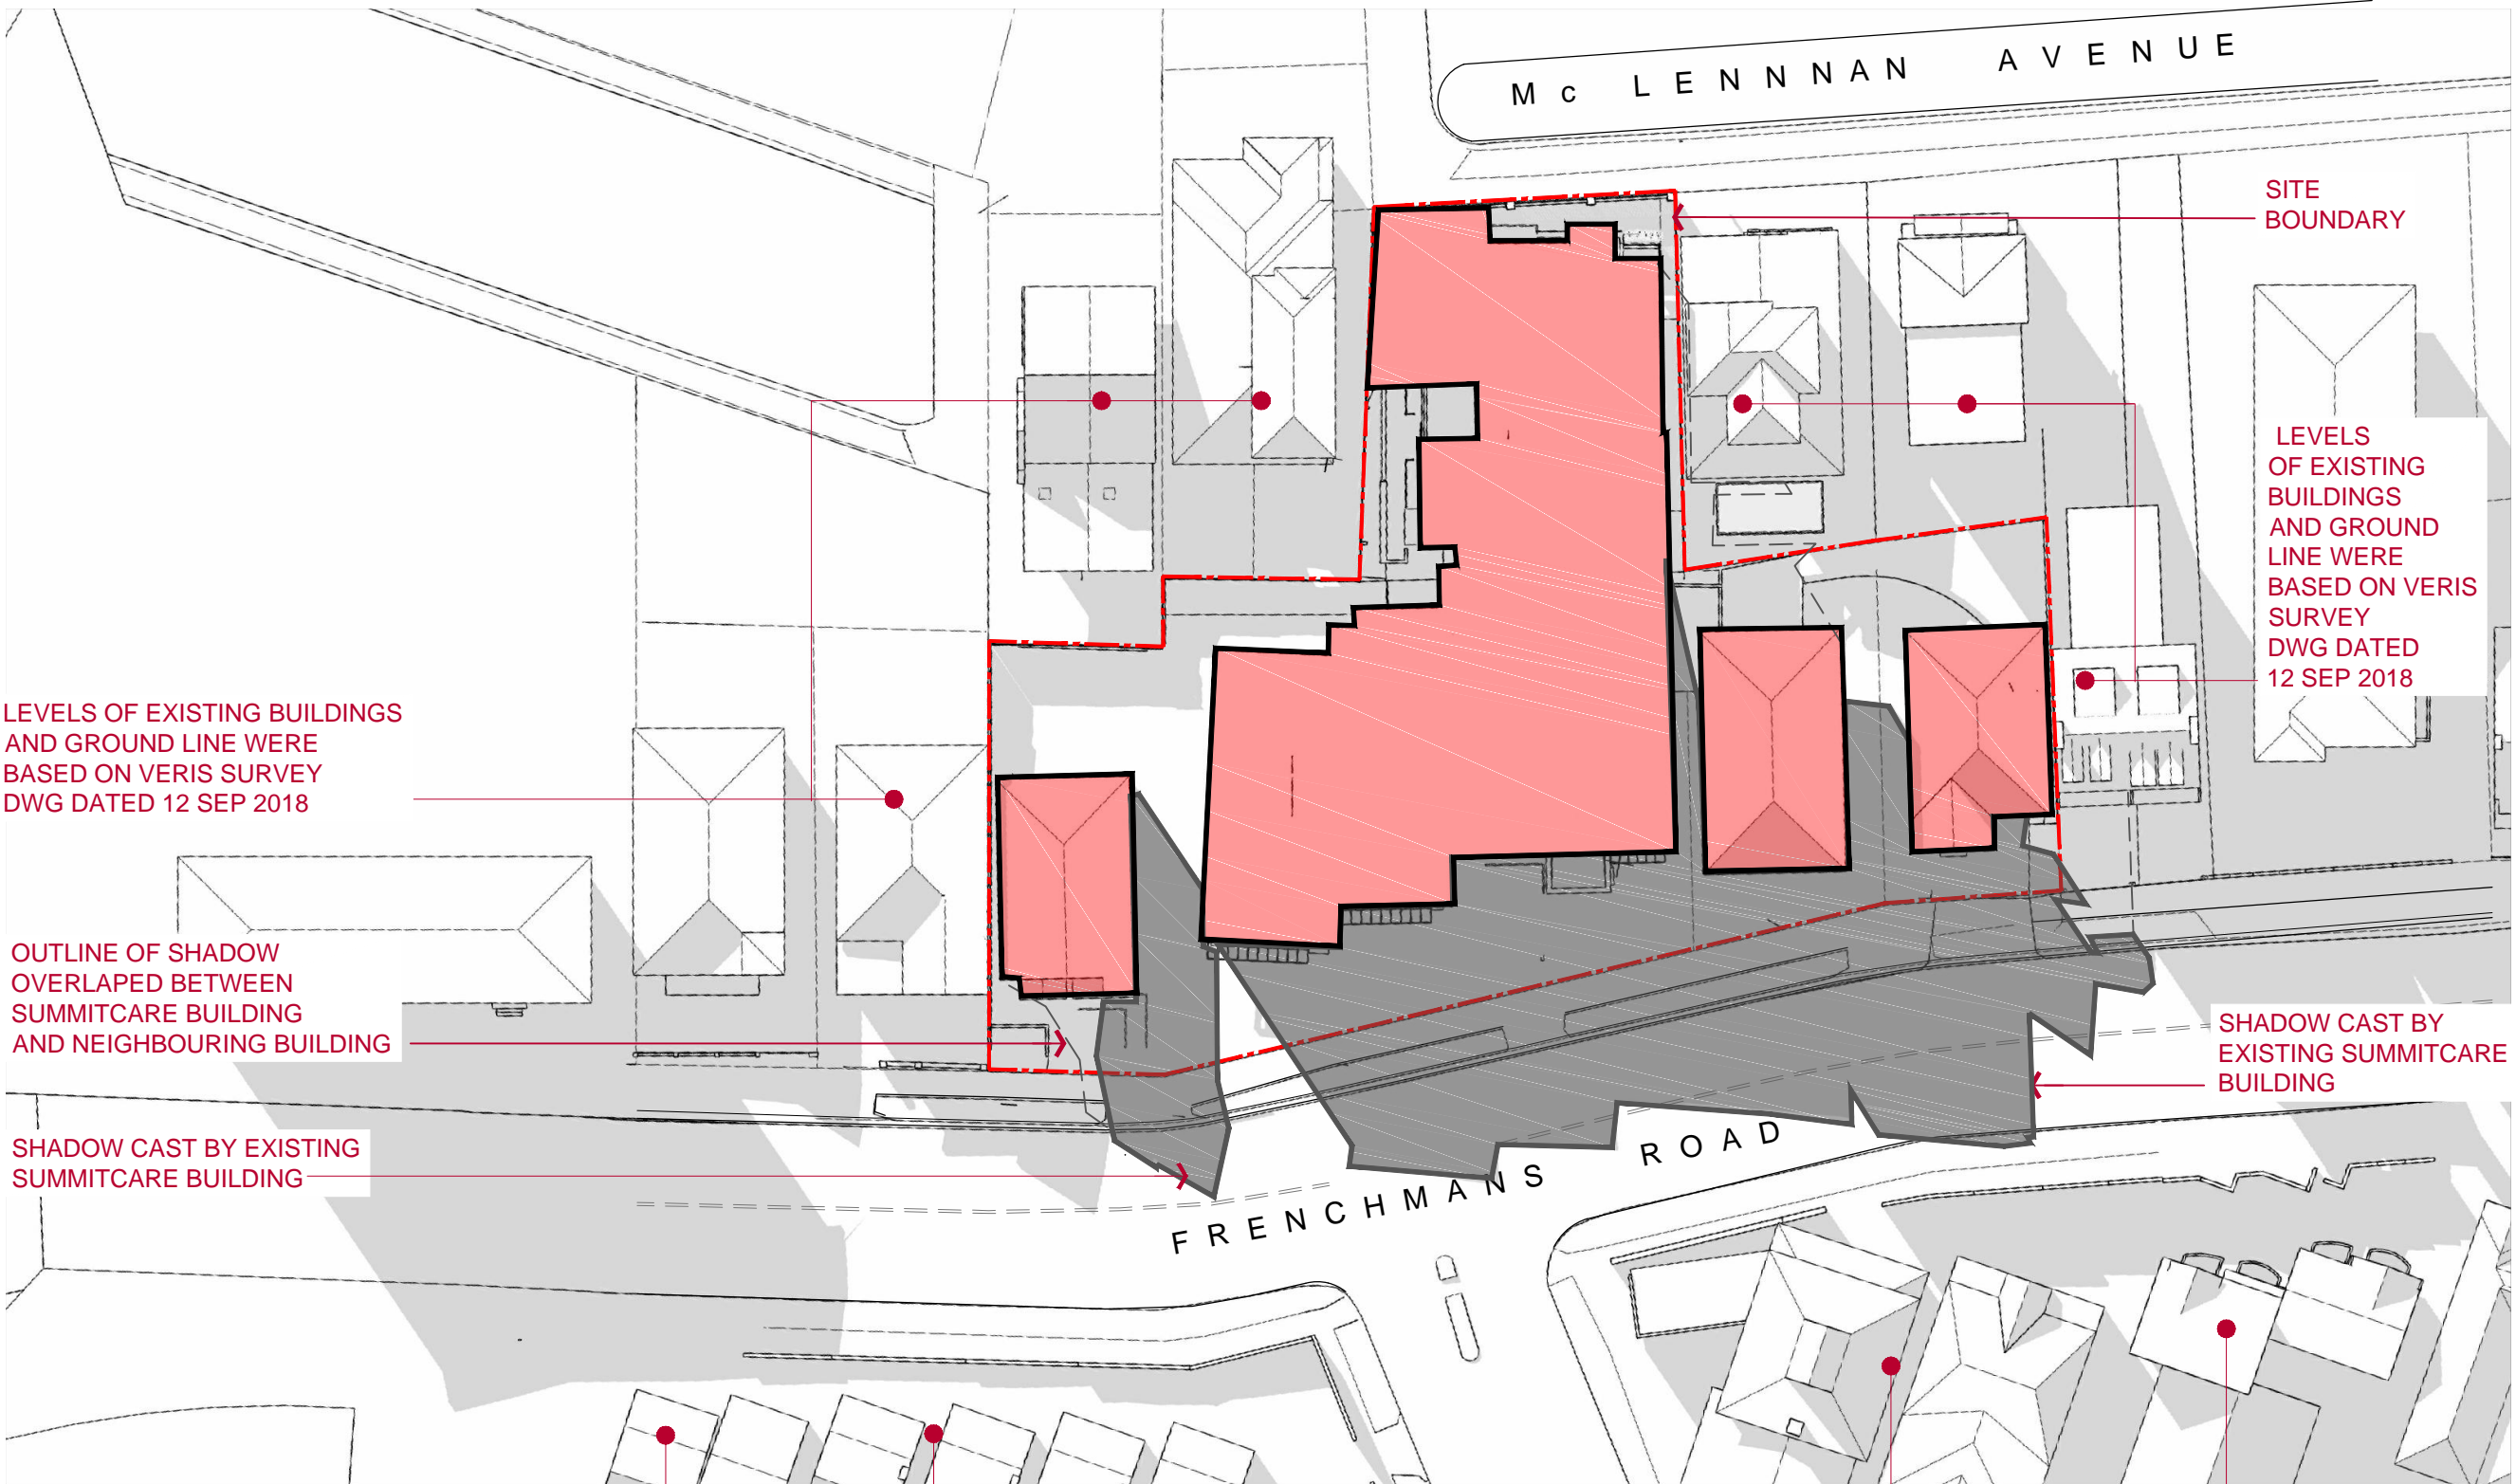 Mc LENNNAN AVENUE
SITE
BOUNDARY
LEVELS
OF EXISTING
BUILDINGS
AND GROUND
LINE WERE
BASED ON VERIS
SURVEY
DWG DATED
12 SEP 2018
LEVELS OF EXISTING BUILDINGS
AND GROUND LINE WERE
BASED ON VERIS SURVEY
DWG DATED 12 SEP 2018
OUTLINE OF SHADOW
OVERLAPED BETWEEN
SUMMITCARE BUILDING
AND NEIGHBOURING BUILDING
SHADOW CAST BY
EXISTING SUMMITCARE
BUILDING
SHADOW CAST BY EXISTING
SUMMITCARE BUILDING
FRENCHMANS ROAD